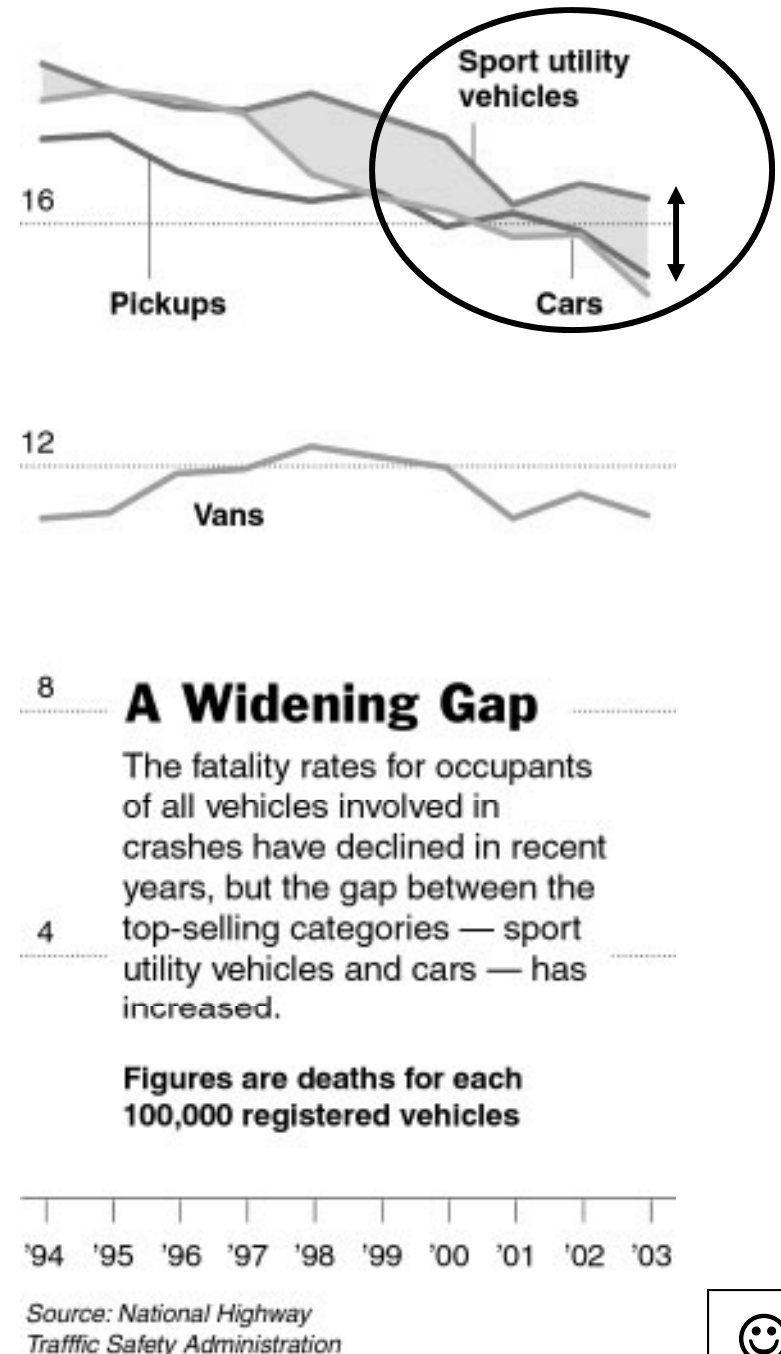 Sport utility
vehicles
16
Pickups
Cars
12
Vans
8
A Widening Gap
The fatality rates for occupants
of all vehicles involved in
crashes have declined in recent
years, but the gap between the
4
top-selling categories — sport
utility vehicles and cars — has
increased.
Figures are deaths for each
100,000 registered vehicles
'94 '95 '96 '97 '98 '99 '00 '01 '02 '03
Source: National Highway
Trafffic Safety Administration